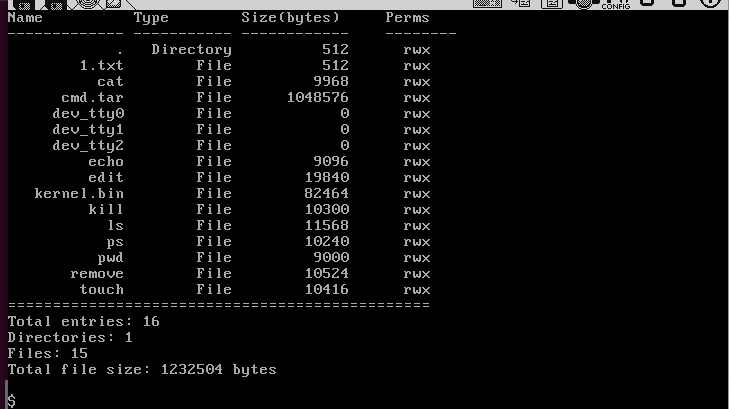 CONFIG
Name Type Size(bytes) Perms
------------- ----------- ------------ --------
. Directory 512 rwx
1.txt File 512 rwx
cat File 9968 rwx
cmd.tar File 1048576 rwx
dev_tty0 File 0 rwx
dev_tty1 File 0 rwx
dev_tty2 File 0 rwx
echo File 9096 rwx
edit File 19840 rwx
kernel.bin File 82464 rwx
kill File 10300 rwx
ls File 11568 rwx
ps File 10240 rwx
pwd File 9000 rwx
remove File 10524 rwx
touch File 10416 rwx
===============================================
Total entries: 16
Directories: 1
Files: 15
Total file size: 1232504 bytes
$